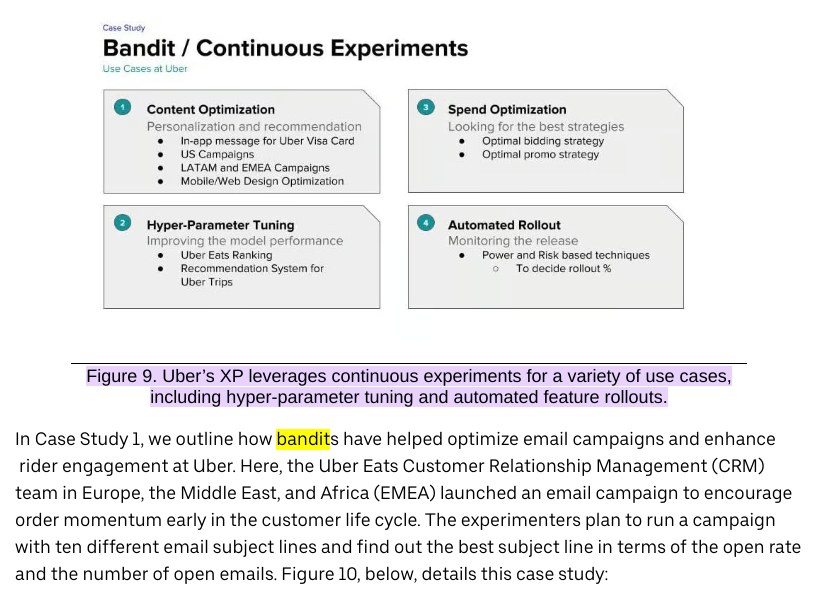 Case Study
Bandit / Continuous Experiments
Use Cases at Uber
1
Content Optimization
Personalization and recommendation
● In-app message for Uber Visa Card
● US Campaigns
● LATAM and EMEA Campaigns
● Mobile/Web Design Optimization
2
Hyper-Parameter Tuning
Improving the model performance
● Uber Eats Ranking
● Recommendation System for
Uber Trips
3
Spend Optimization
Looking for the best strategies
● Optimal bidding strategy
● Optimal promo strategy
4
Automated Rollout
Monitoring the release
● Power and Risk based techniques
○ To decide rollout %
Figure 9. Uber’s XP leverages continuous experiments for a variety of use cases,
including hyper-parameter tuning and automated feature rollouts.
In Case Study 1, we outline how bandits have helped optimize email campaigns and enhance
rider engagement at Uber. Here, the Uber Eats Customer Relationship Management (CRM)
team in Europe, the Middle East, and Africa (EMEA) launched an email campaign to encourage
order momentum early in the customer life cycle. The experimenters plan to run a campaign
with ten different email subject lines and find out the best subject line in terms of the open rate
and the number of open emails. Figure 10, below, details this case study: